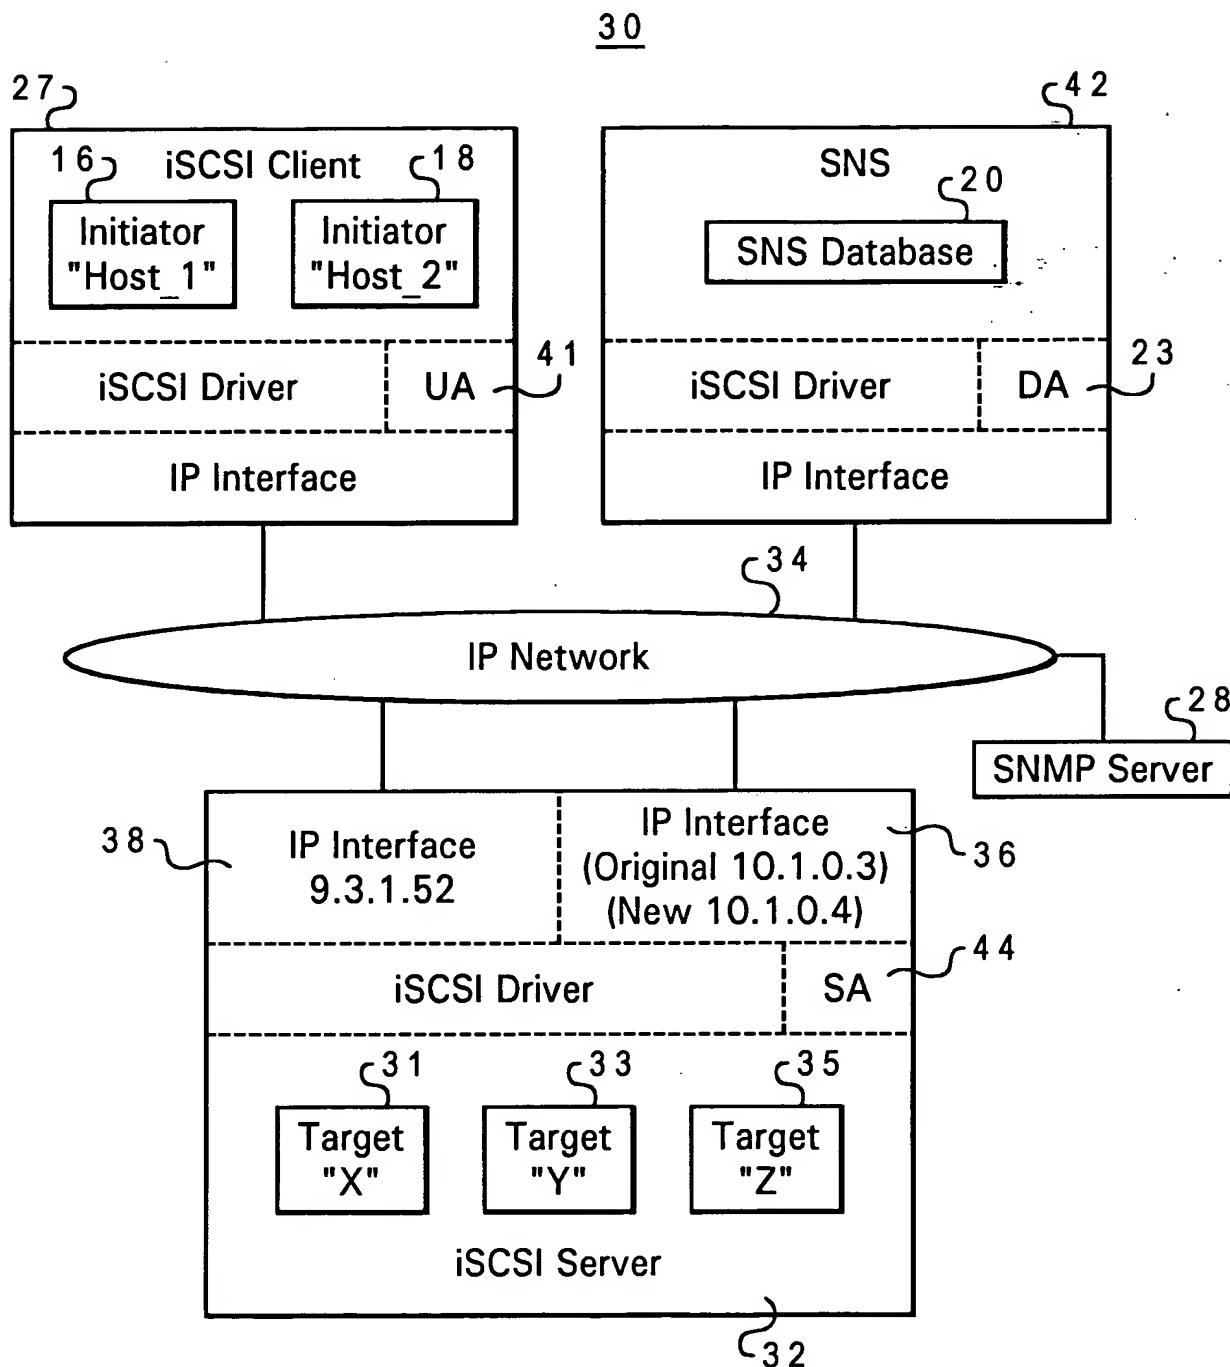 30
27
16
iSCSI Client
18
Initiator
"Host_1"
Initiator
"Host_2"
iSCSI Driver
UA
41
IP Interface
42
SNS
20
SNS Database
iSCSI Driver
DA
23
IP Interface
34
IP Network
28
SNMP Server
38
IP Interface
9.3.1.52
IP Interface
(Original 10.1.0.3)
(New 10.1.0.4)
36
iSCSI Driver
SA
44
31
33
35
Target
"X"
Target
"Y"
Target
"Z"
iSCSI Server
32